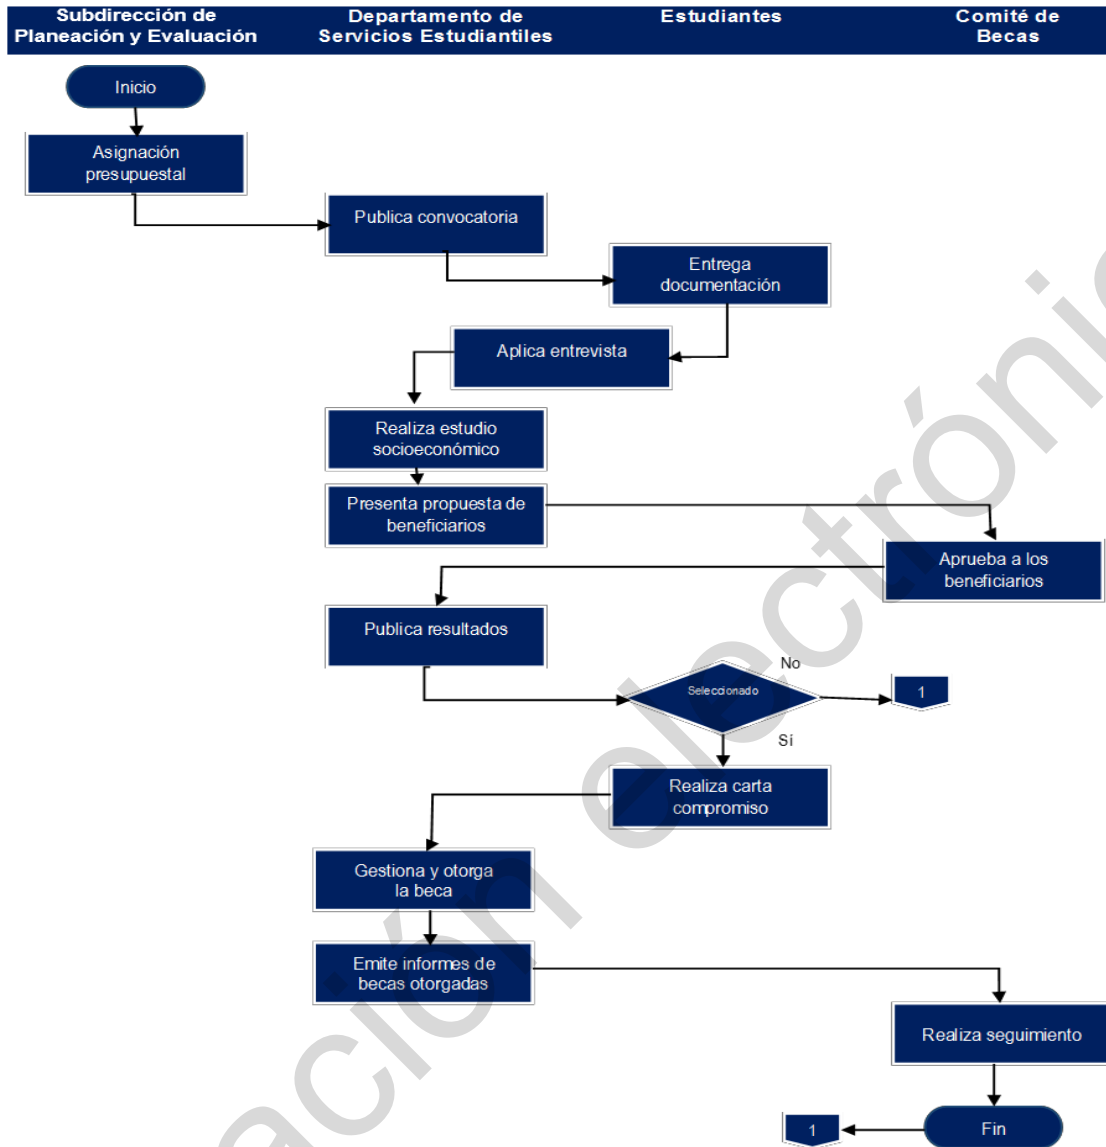 Subdirección de
Planeación y Evaluación
Departamento de
Servicios Estudiantiles
Estudiantes
Comité de
Becas
Inicio
Asignación
presupuestal
Publica convocatoria
Entrega
documentación
Aplica entrevista
Realiza estudio
socioeconómico
Presenta propuesta de
beneficiarios
Aprueba a los
beneficiarios
Publica resultados
Seleccionado
No
1
Si
Realiza carta
compromiso
Gestiona y otorga
la beca
Emite informes de
becas otorgadas
Realiza seguimiento
1
Fin